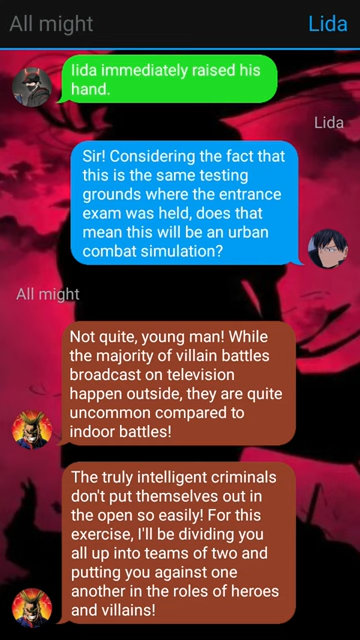 All might
Lida
Iida immediately raised his
hand.
Lida
Sir! Considering the fact that
this is the same testing
grounds where the entrance
exam was held, does that
mean this will be an urban
combat simulation?
All might
Not quite, young man! While
the majority of villain battles
broadcast on television
happen outside, they are quite
uncommon compared to
indoor battles!
The truly intelligent criminals
don't put themselves out in
the open so easily! For this
exercise, I'll be dividing you
all up into teams of two and
putting you against one
another in the roles of heroes
and villains!